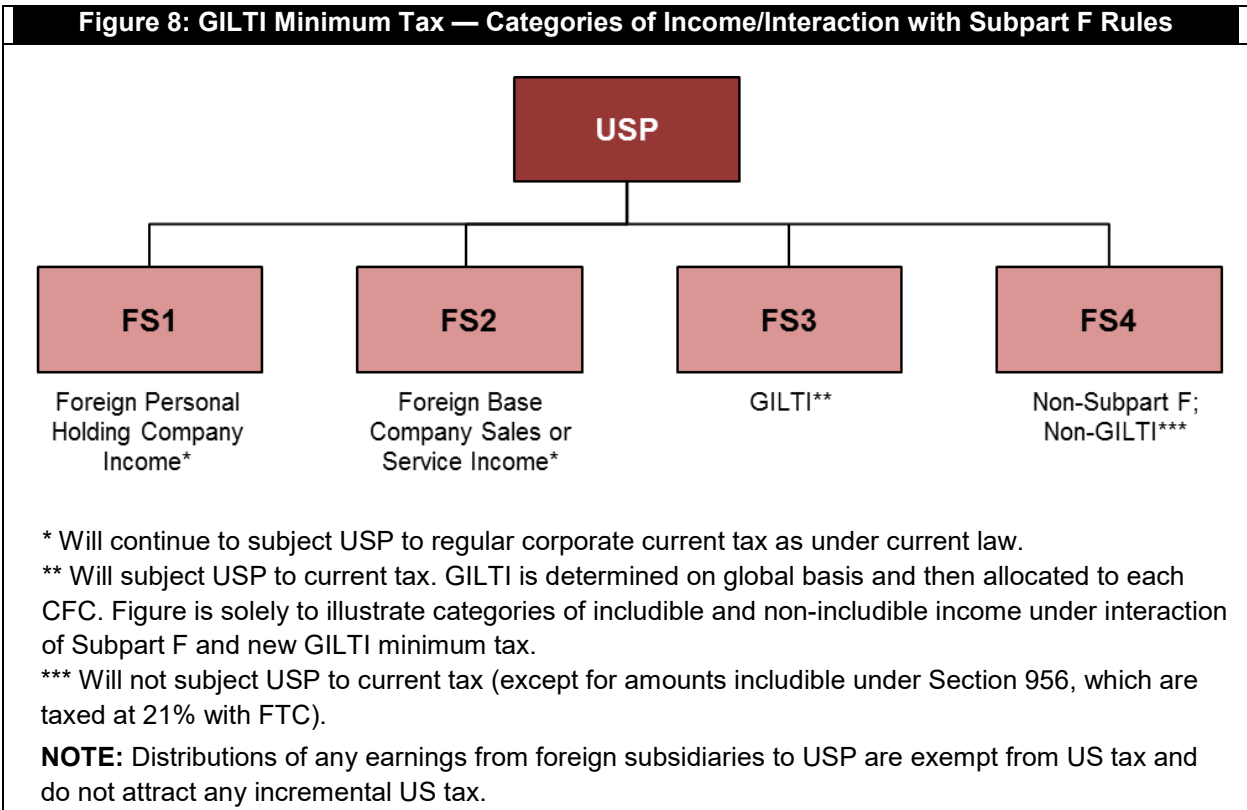 Figure 8: GILTI Minimum Tax — Categories of Income/Interaction with Subpart F Rules
USP
FS1
FS2
FS3
FS4
Foreign Personal
Holding Company
Income*
Foreign Base
Company Sales or
Service Income*
GILTI**
Non-Subpart F;
Non-GILTI***
* Will continue to subject USP to regular corporate current tax as under current law.
** Will subject USP to current tax. GILTI is determined on global basis and then allocated to each
CFC. Figure is solely to illustrate categories of includible and non-includible income under interaction
of Subpart F and new GILTI minimum tax.
*** Will not subject USP to current tax (except for amounts includible under Section 956, which are
taxed at 21% with FTC).
NOTE: Distributions of any earnings from foreign subsidiaries to USP are exempt from US tax and
do not attract any incremental US tax.